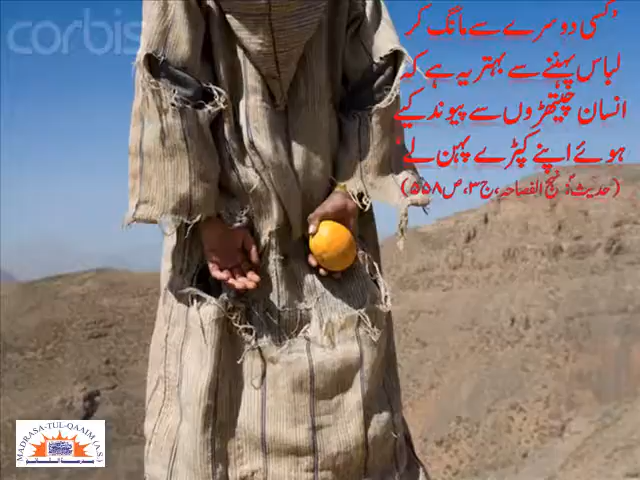 corbis
'کسی دوسرے سے مانگ کر
لباس پہننے سے بہتر یہ ہے کہ
انسان چیتھڑوں سے پیوند کیے
ہوئے اپنے کپڑے پہن لے'
(حدیث: نہج الفصاحہ، ج۳، ص۵۵۸)
MADRASA-TUL-QAAIM (A.S.)